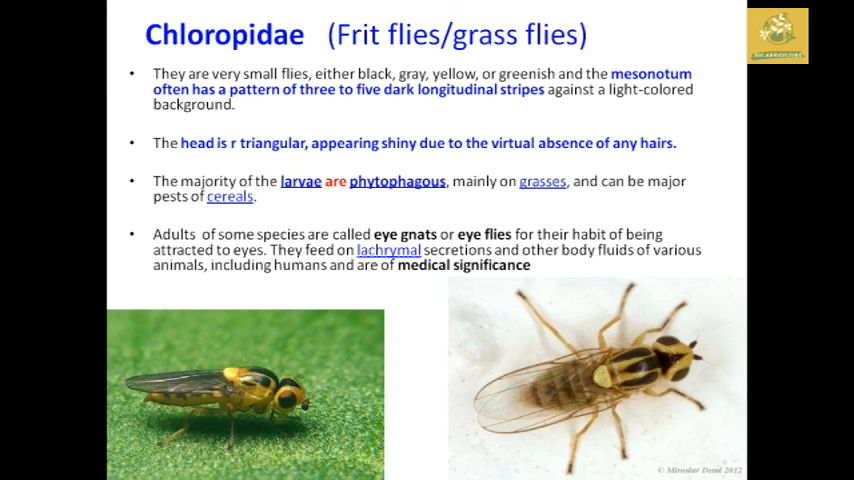 Chloropidae (Frit flies/grass flies)
• They are very small flies, either black, gray, yellow, or greenish and the mesonotum
often has a pattern of three to five dark longitudinal stripes against a light-colored
background.
• The head is r triangular, appearing shiny due to the virtual absence of any hairs.
• The majority of the larvae are phytophagous, mainly on grasses, and can be major
pests of cereals.
• Adults of some species are called eye gnats or eye flies for their habit of being
attracted to eyes. They feed on lachrymal secretions and other body fluids of various
animals, including humans and are of medical significance
© Miroslav Deml 2012